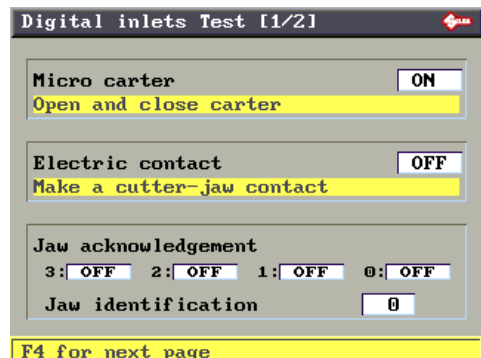 Digital inlets Test [1/2]
Micro carter ON
Open and close carter
Electric contact OFF
Make a cutter-jaw contact
Jaw acknowledgement
3: OFF 2: OFF 1: OFF 0: OFF
Jaw identification 0
F4 for next page